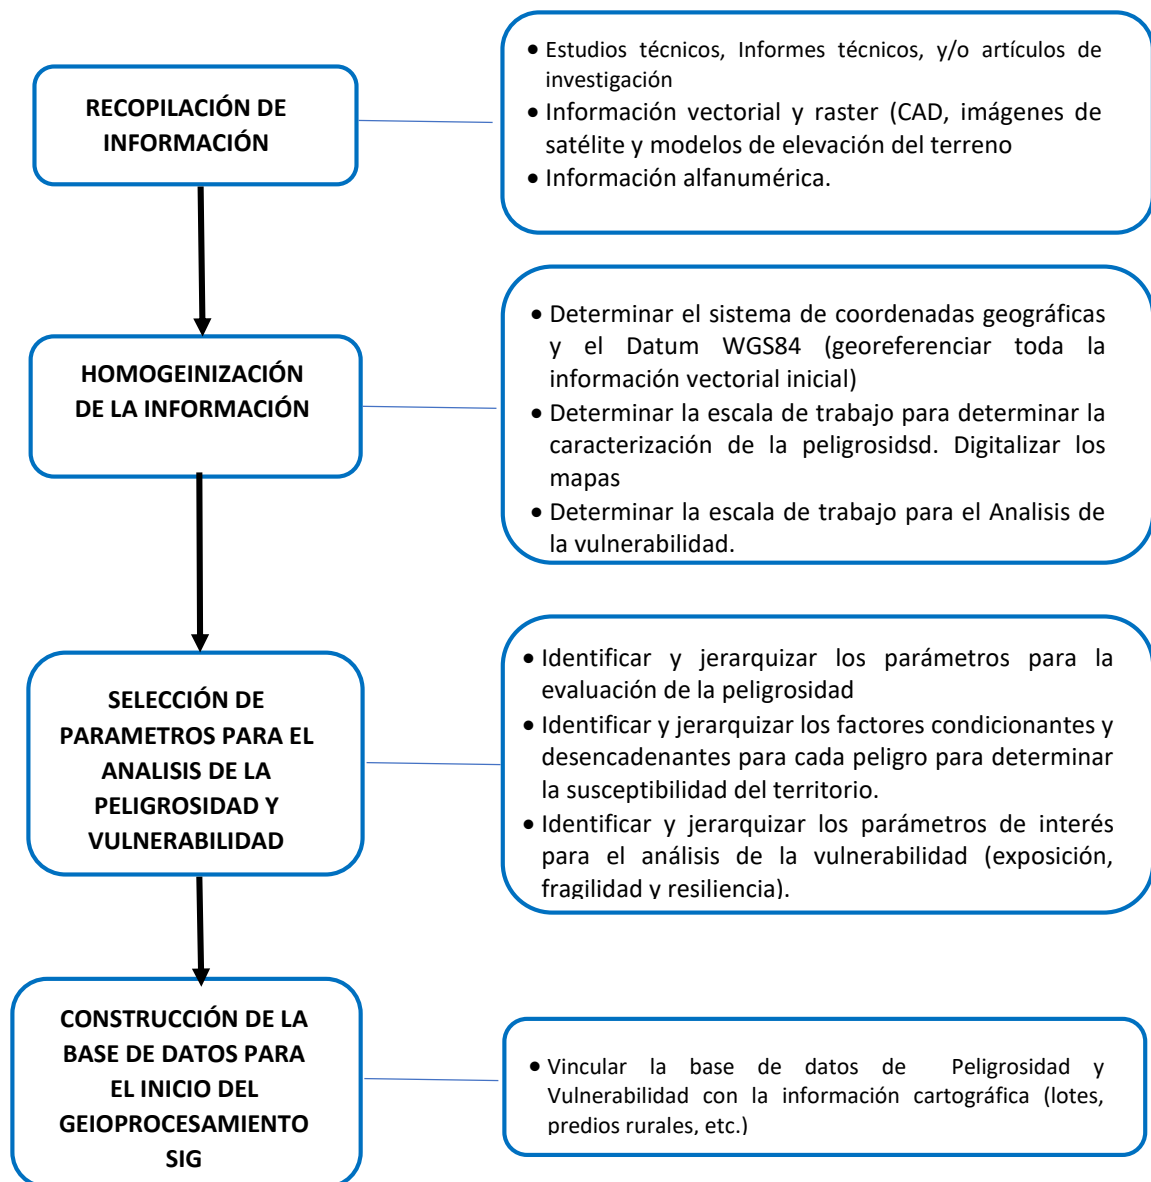 RECOPILACIÓN DE
INFORMACIÓN
• Estudios técnicos, Informes técnicos, y/o artículos de
investigación
• Información vectorial y raster (CAD, imágenes de
satélite y modelos de elevación del terreno
• Información alfanumérica.
HOMOGEINIZACIÓN
DE LA INFORMACIÓN
• Determinar el sistema de coordenadas geográficas
y el Datum WGS84 (georeferenciar toda la
información vectorial inicial)
• Determinar la escala de trabajo para determinar la
caracterización de la peligrosidsd. Digitalizar los
mapas
• Determinar la escala de trabajo para el Analisis de
la vulnerabilidad.
SELECCIÓN DE
PARAMETROS PARA EL
ANALISIS DE LA
PELIGROSIDAD Y
VULNERABILIDAD
• Identificar y jerarquizar los parámetros para la
evaluación de la peligrosidad
• Identificar y jerarquizar los factores condicionantes y
desencadenantes para cada peligro para determinar
la susceptibilidad del territorio.
• Identificar y jerarquizar los parámetros de interés
para el análisis de la vulnerabilidad (exposición,
fragilidad y resiliencia).
CONSTRUCCIÓN DE LA
BASE DE DATOS PARA
EL INICIO DEL
GEIOPROCESAMIENTO
SIG
• Vincular la base de datos de Peligrosidad y
Vulnerabilidad con la información cartográfica (lotes,
predios rurales, etc.)